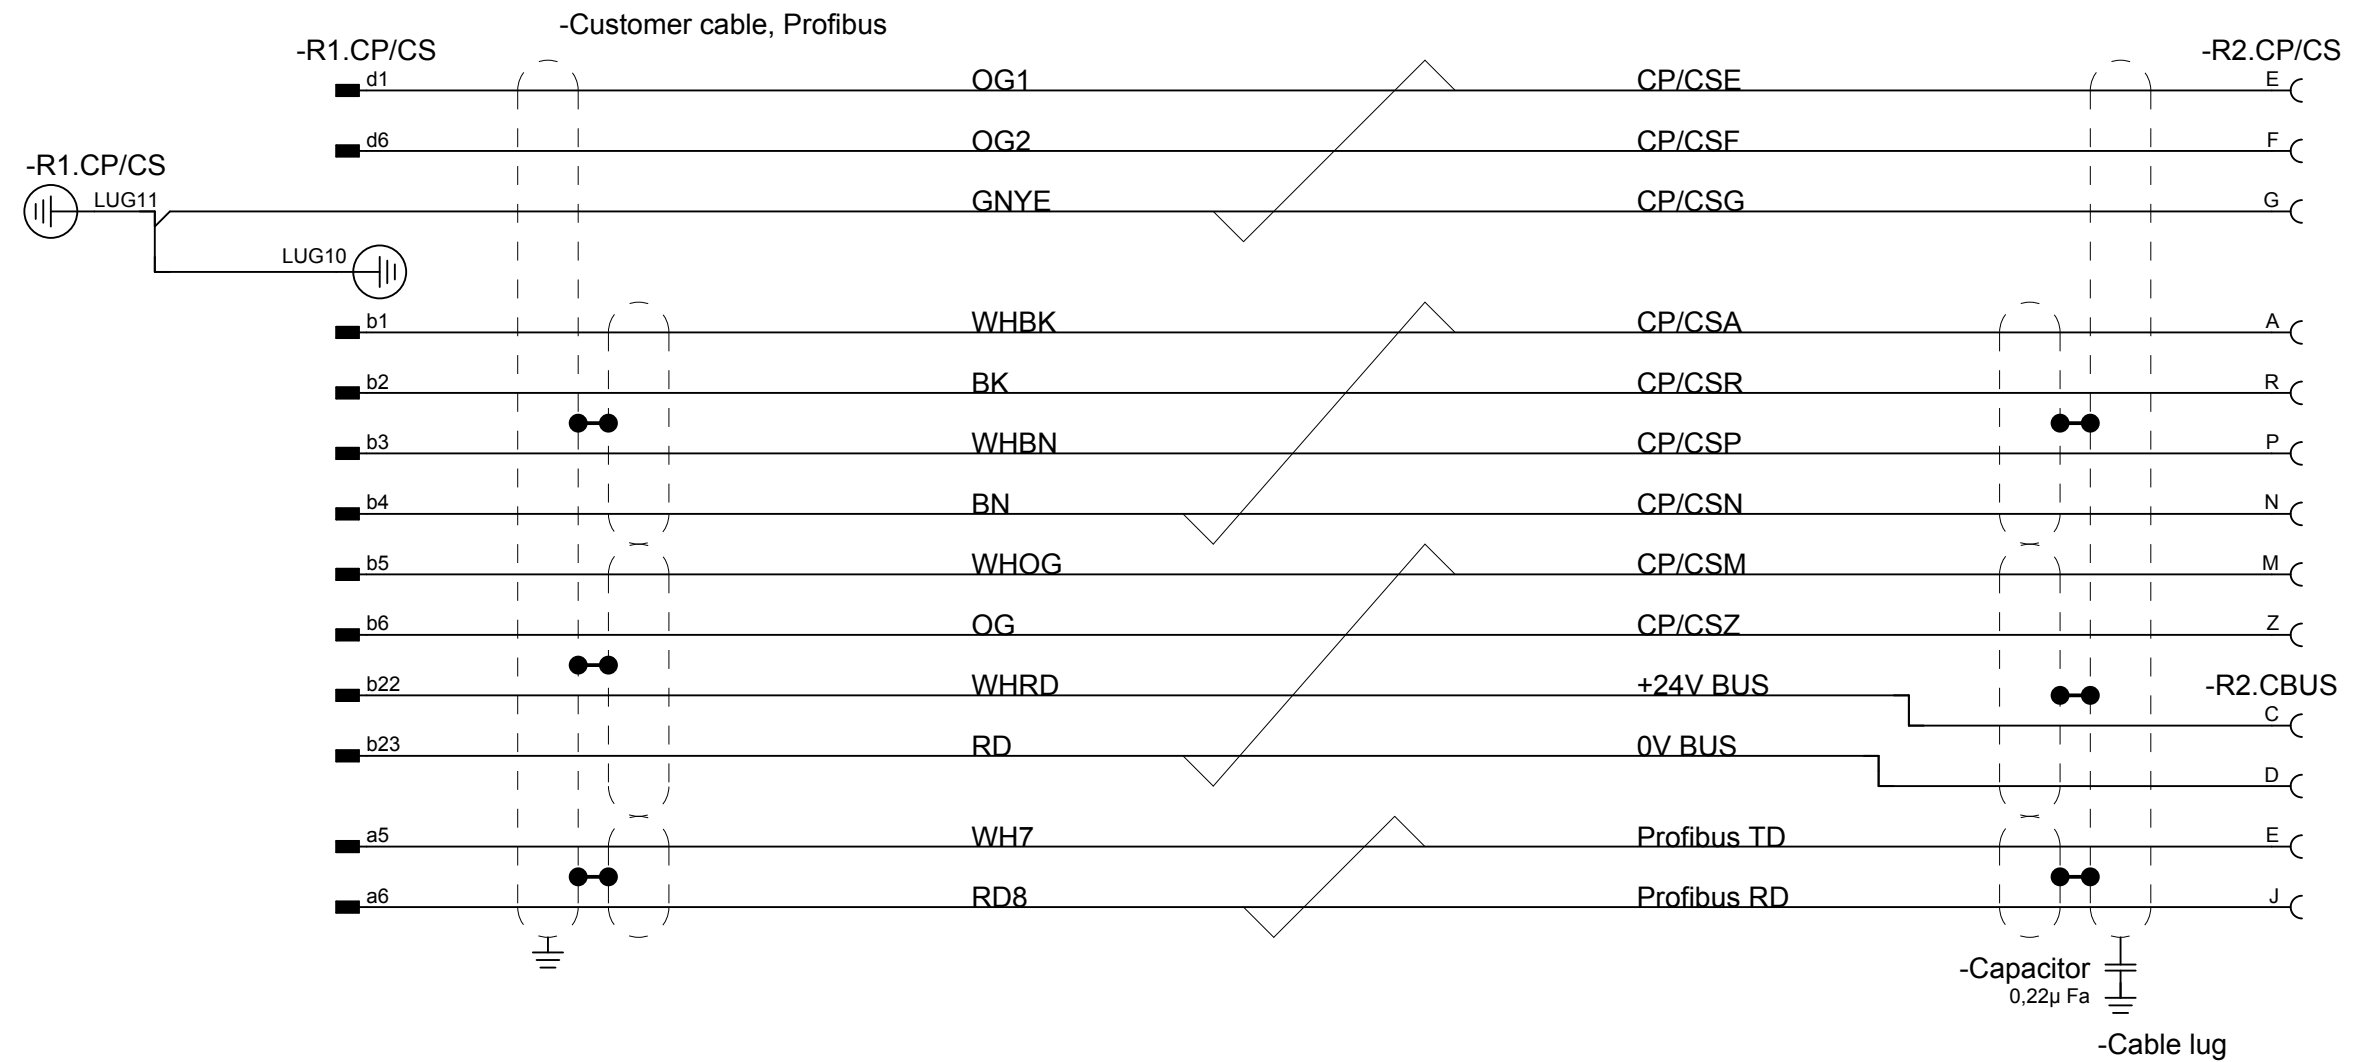 -Customer cable, Profibus
-R1.CP/CS -R2.CP/CS
d1 OG1 CP/CSE E
d6 OG2 CP/CSF F
-R1.CP/CS
LUG11 GNYE CP/CSG G
LUG10
b1 WHBK CP/CSA A
b2 BK CP/CSR R
b3 WHBN CP/CSP P
b4 BN CP/CSN N
b5 WHOG CP/CSM M
b6 OG CP/CSZ Z
b22 WHRD +24V BUS -R2.CBUS
C
b23 RD 0V BUS
D
a5 WH7 Profibus TD E
a6 RD8 Profibus RD J
-Capacitor
0,22µ Fa
-Cable lug